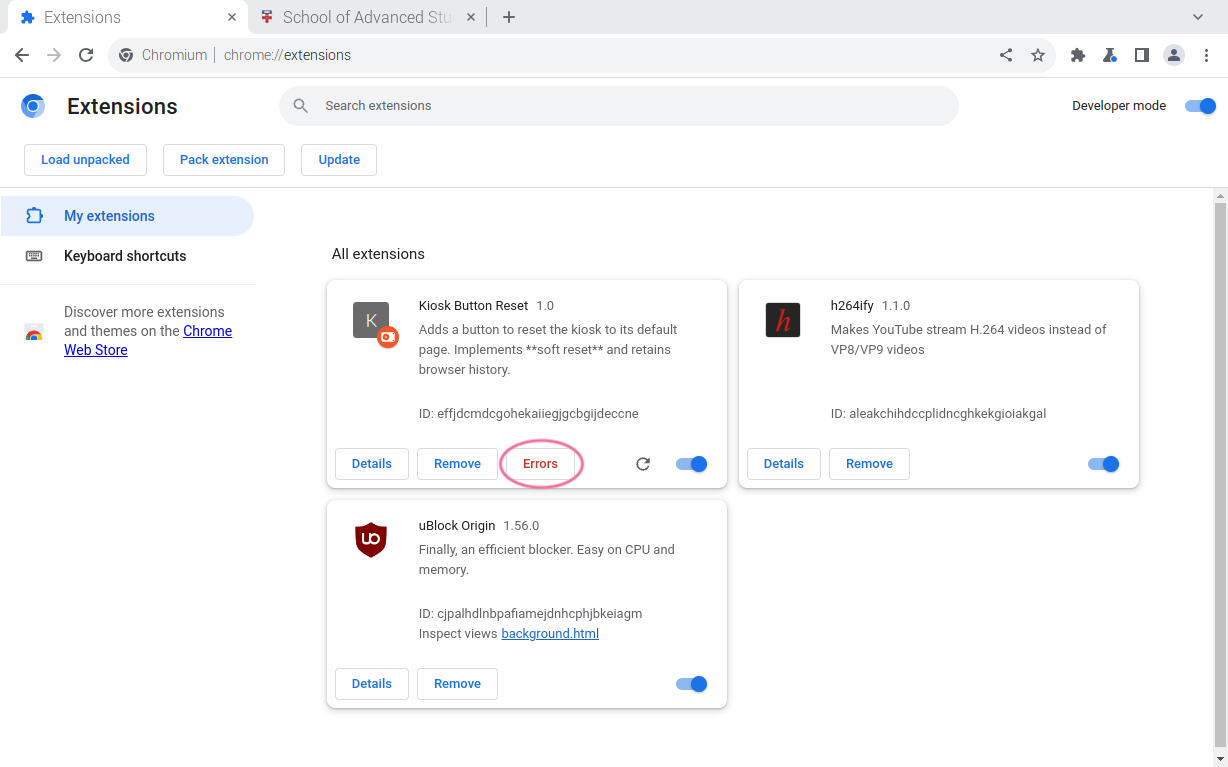 Extensions
School of Advanced Stu
Chromium | chrome://extensions
Extensions
Search extensions
Developer mode
Load unpacked
Pack extension
Update
My extensions
Keyboard shortcuts
Discover more extensions
and themes on the Chrome
Web Store
All extensions
K
Kiosk Button Reset 1.0
Adds a button to reset the kiosk to its default
page. Implements **soft reset** and retains
browser history.
ID: effjdcmdcgohekaiiegjgcbgijdeccne
Details
Remove
Errors
h
h264ify 1.1.0
Makes YouTube stream H.264 videos instead of
VP8/VP9 videos
ID: aleakchihdccplidncghkekgioiakgal
Details
Remove
uo
uBlock Origin 1.56.0
Finally, an efficient blocker. Easy on CPU and
memory.
ID: cjpalhdlnbpafiamejdnhcphjbkeiagm
Inspect views background.html
Details
Remove